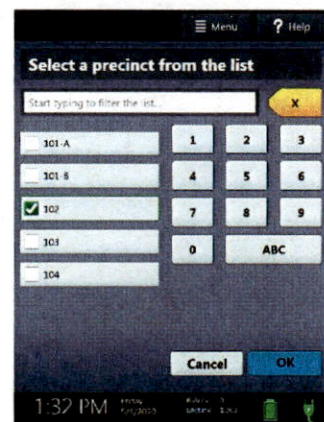 Menu ? Help
Select a precinct from the list
Start typing to filter the list...
X
101-A
101-B
102
103
104
1 2 3
4 5 6
7 8 9
0 ABC
Cancel OK
1:32 PM